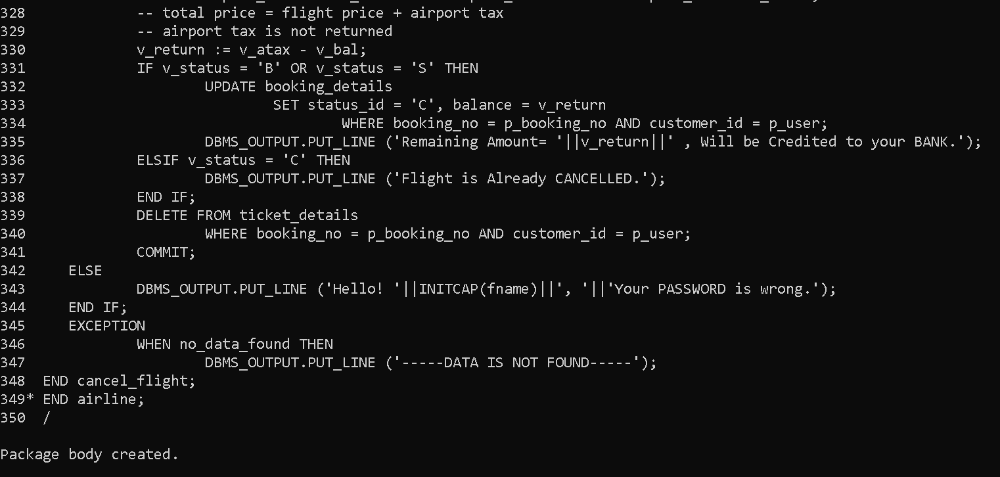 328             -- total price = flight price + airport tax
329             -- airport tax is not returned
330             v_return := v_atax - v_bal;
331             IF v_status = 'B' OR v_status = 'S' THEN
332                     UPDATE booking_details
333                             SET status_id = 'C', balance = v_return
334                                     WHERE booking_no = p_booking_no AND customer_id = p_user;
335                     DBMS_OUTPUT.PUT_LINE ('Remaining Amount= '||v_return||' , Will be Credited to your BANK.');
336             ELSIF v_status = 'C' THEN
337                     DBMS_OUTPUT.PUT_LINE ('Flight is Already CANCELLED.');
338             END IF;
339             DELETE FROM ticket_details
340                     WHERE booking_no = p_booking_no AND customer_id = p_user;
341             COMMIT;
342     ELSE
343             DBMS_OUTPUT.PUT_LINE ('Hello! '||INITCAP(fname)||', '||'Your PASSWORD is wrong.');
344     END IF;
345     EXCEPTION
346             WHEN no_data_found THEN
347                     DBMS_OUTPUT.PUT_LINE ('-----DATA IS NOT FOUND-----');
348  END cancel_flight;
349* END airline;
350  /
Package body created.